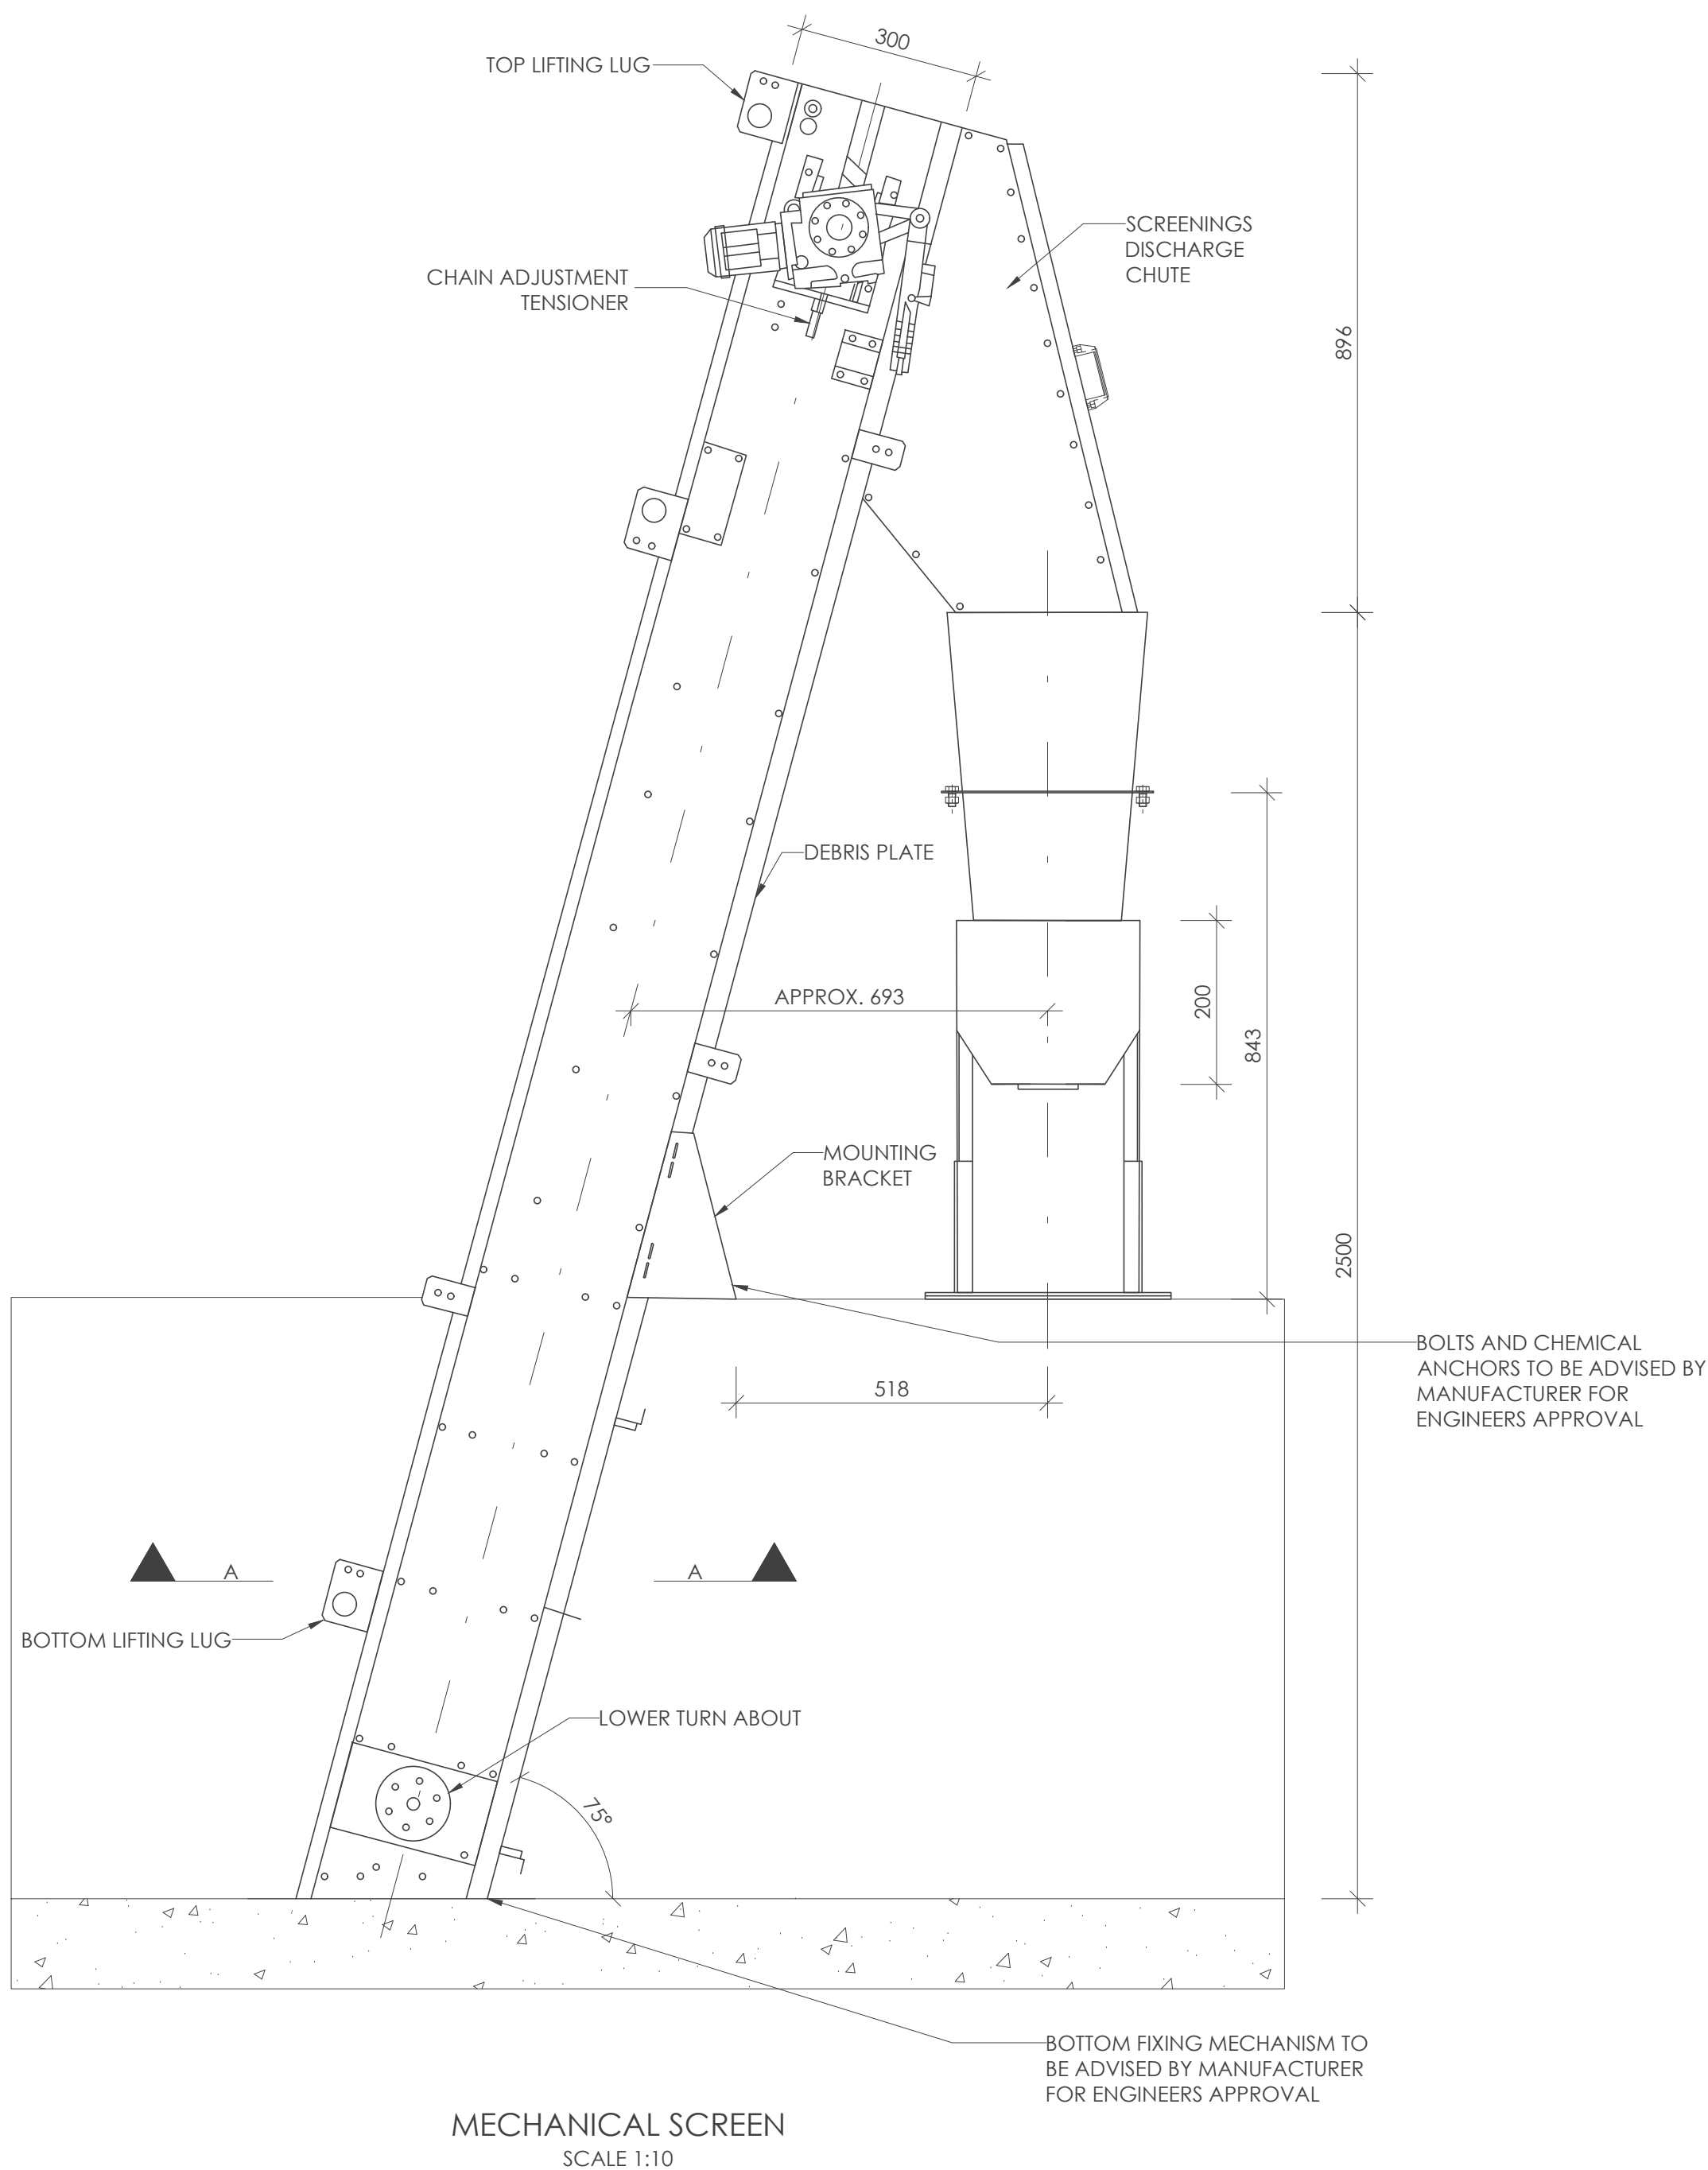 300
TOP LIFTING LUG
SCREENINGS
DISCHARGE
CHUTE
CHAIN ADJUSTMENT
TENSIONER
896
DEBRIS PLATE
APPROX. 693
200
843
MOUNTING
BRACKET
2500
BOLTS AND CHEMICAL
ANCHORS TO BE ADVISED BY
MANUFACTURER FOR
ENGINEERS APPROVAL
518
A
A
BOTTOM LIFTING LUG
LOWER TURN ABOUT
75°
BOTTOM FIXING MECHANISM TO
BE ADVISED BY MANUFACTURER
FOR ENGINEERS APPROVAL
MECHANICAL SCREEN
SCALE 1:10